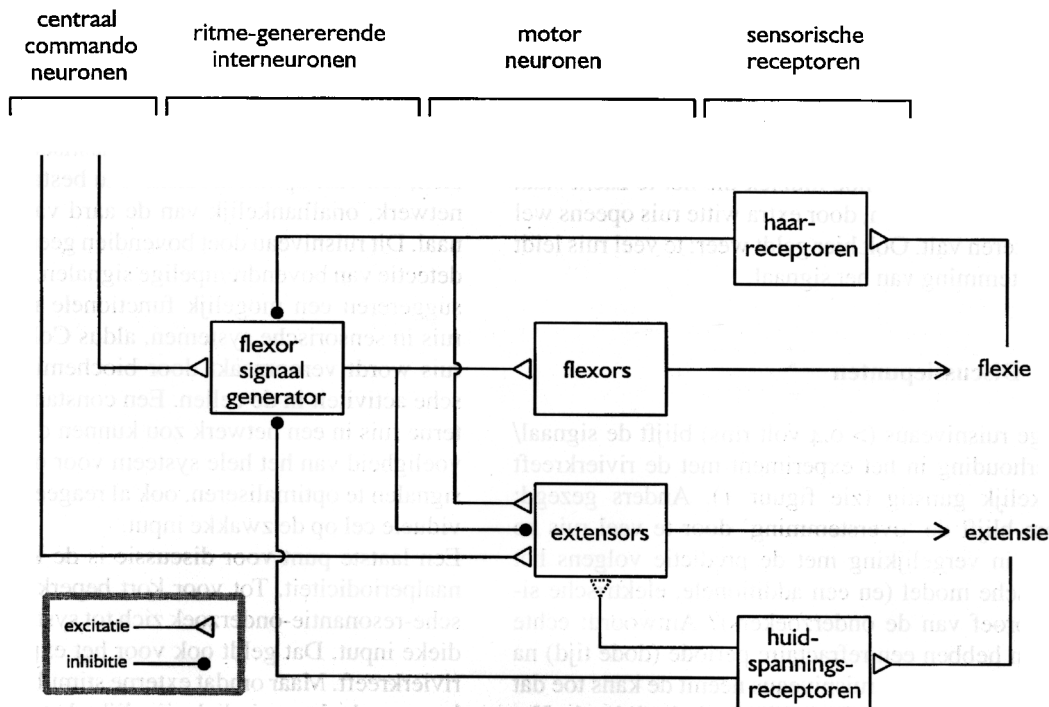 centraal
commando
neuronen
ritme-genererende
interneuronen
motor
neuronen
sensorische
receptoren
haar-
receptoren
flexor
signaal
generator
flexors
flexie
extensors
extensie
huid-
spannings-
receptoren
excitatie
inhibitie